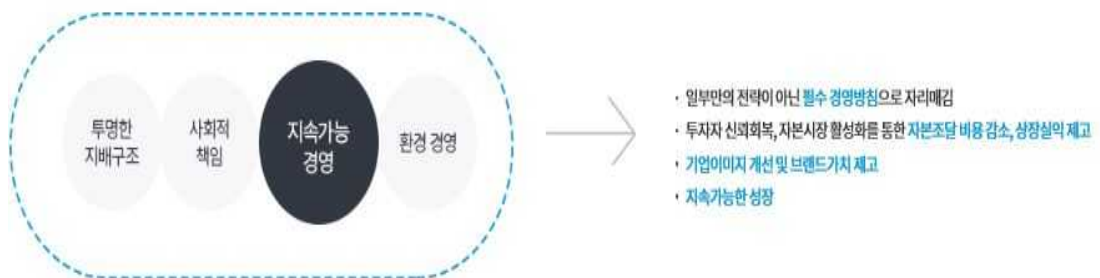 투명한
지배구조
사회적
책임
지속가능
경영
환경 경영
· 일부만의 전략이 아닌 필수 경영방침으로 자리매김
· 투자자 신뢰회복, 자본시장 활성화를 통한 자본조달 비용 감소, 상장실익 제고
· 기업이미지 개선 및 브랜드가치 제고
· 지속가능한 성장